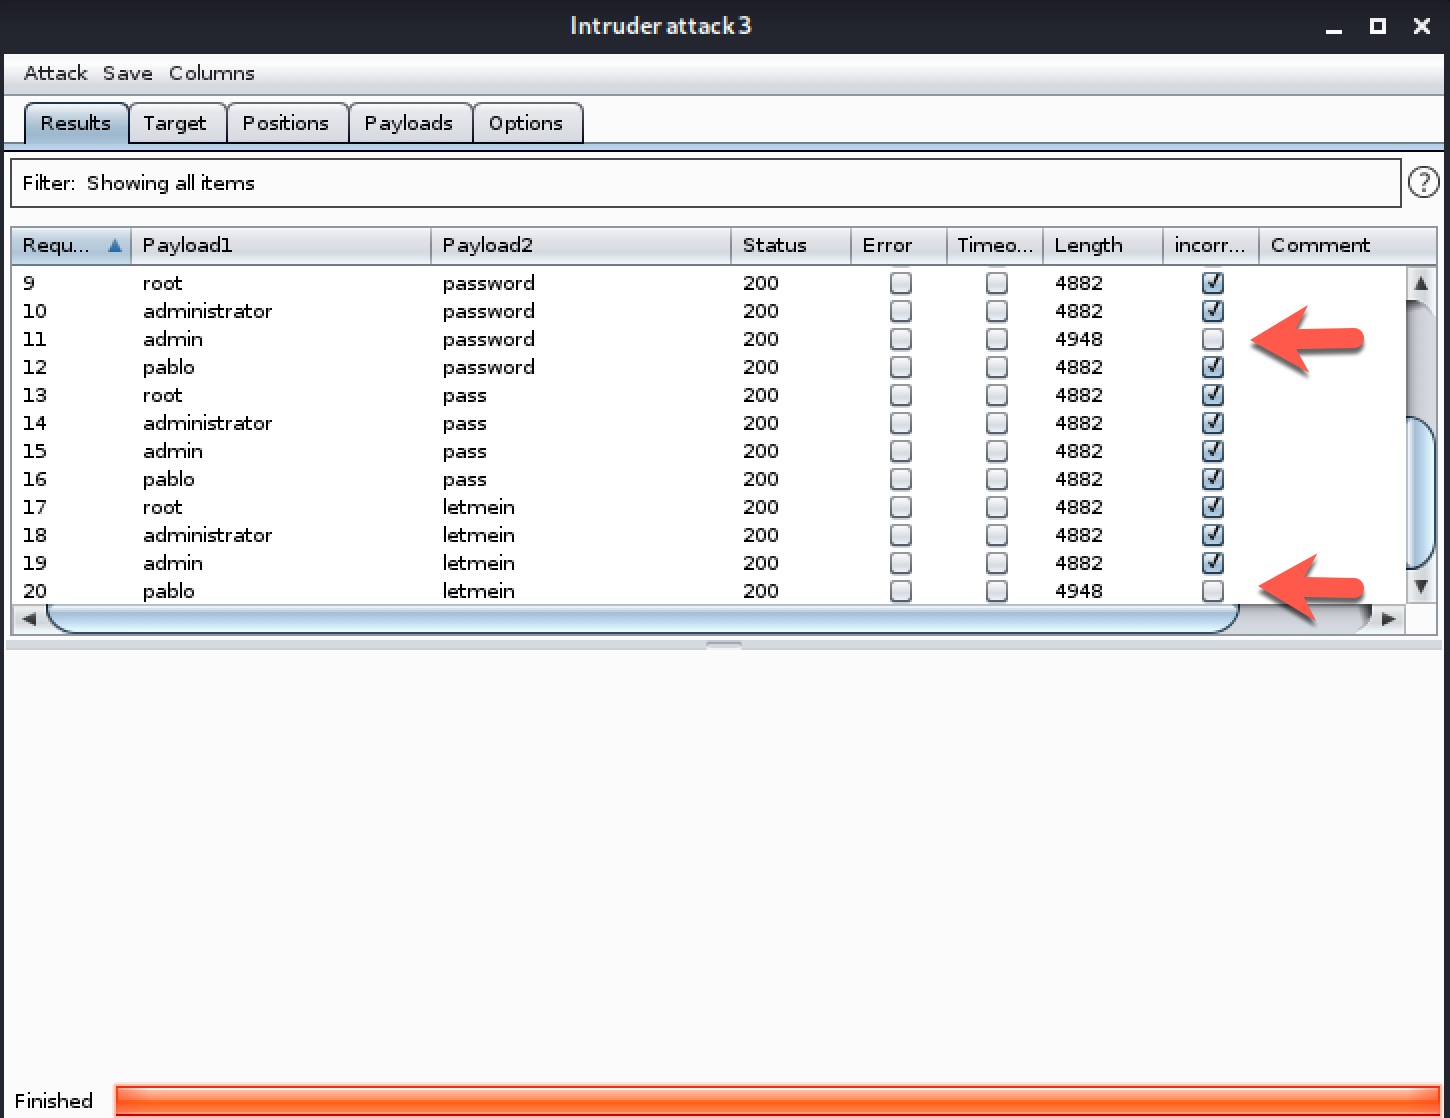 Intruder attack 3
Attack Save Columns
Results Target Positions Payloads Options
Filter: Showing all items ?
Requ... Payload1 Payload2 Status Error Timeo... Length incorr... Comment
9 root password 200 4882
10 administrator password 200 4882
11 admin password 200 4948
12 pablo password 200 4882
13 root pass 200 4882
14 administrator pass 200 4882
15 admin pass 200 4882
16 pablo pass 200 4882
17 root letmein 200 4882
18 administrator letmein 200 4882
19 admin letmein 200 4882
20 pablo letmein 200 4948
Finished